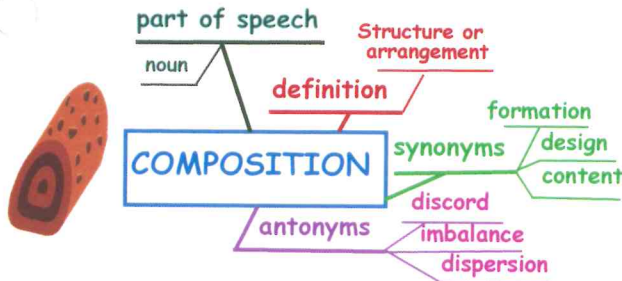 part of speech
noun
definition
Structure or
arrangement
COMPOSITION
synonyms
formation
design
content
antonyms
discord
imbalance
dispersion